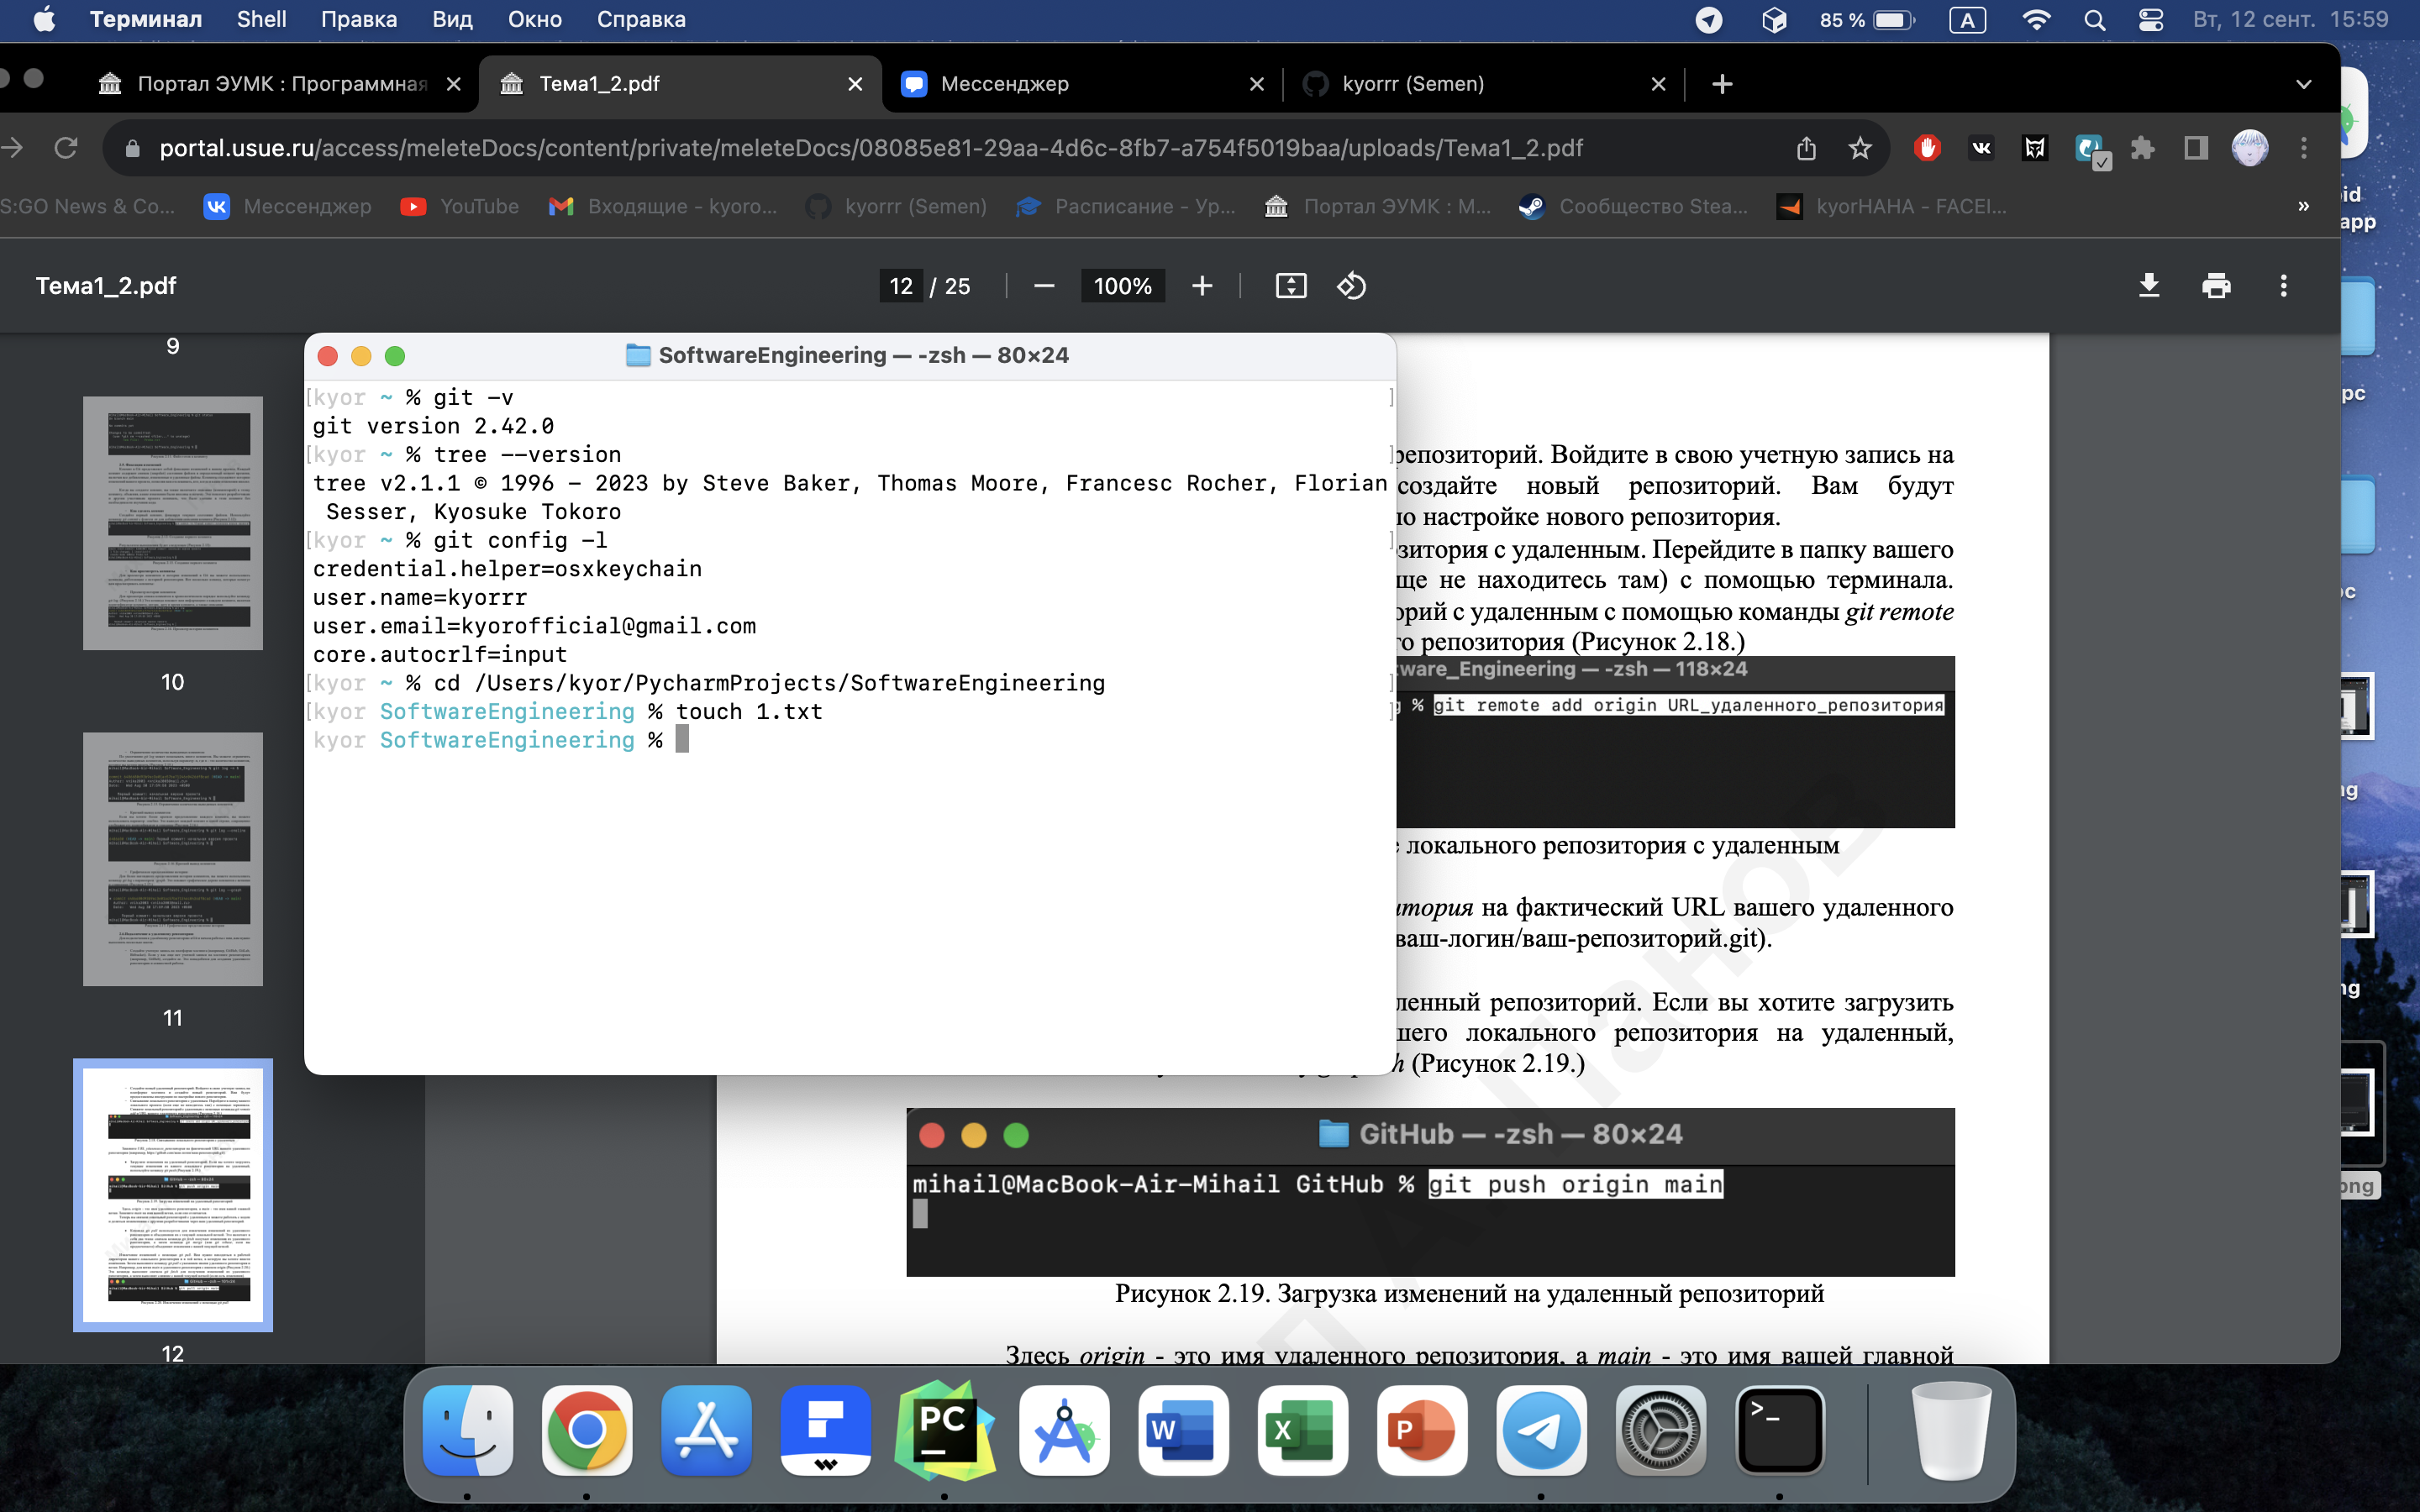 Терминал Shell Правка Вид Окно Справка 85 % A Вт, 12 сент. 15:59
Портал ЭУМК : Программная Тема1_2.pdf Мессенджер kyorrr (Semen)
portal.usue.ru/access/meleteDocs/content/private/meleteDocs/08085e81-29aa-4d6c-8fb7-a754f5019baa/uploads/Тема1_2.pdf
S:GO News & Co... Мессенджер YouTube Входящие - kyoro... kyorrr (Semen) Расписание - Ур... Портал ЭУМК : М... Сообщество Stea... kyorHAHA - FACEI... »
Тема1_2.pdf 12 / 25 — 100% +
9
10
11
12
SoftwareEngineering — -zsh — 80×24
kyor ~ % git -v
git version 2.42.0
kyor ~ % tree --version
tree v2.1.1 © 1996 - 2023 by Steve Baker, Thomas Moore, Francesc Rocher, Florian
Sesser, Kyosuke Tokoro
kyor ~ % git config -l
credential.helper=osxkeychain
user.name=kyorrr
user.email=kyorofficial@gmail.com
core.autocrlf=input
kyor ~ % cd /Users/kyor/PycharmProjects/SoftwareEngineering
kyor SoftwareEngineering % touch 1.txt
kyor SoftwareEngineering %
репозиторий. Войдите в свою учетную запись на
создайте новый репозиторий. Вам будут
по настройке нового репозитория.
зитория с удаленным. Перейдите в папку вашего
ще не находитесь там) с помощью терминала.
орий с удаленным с помощью команды git remote
го репозитория (Рисунок 2.18.)
tware_Engineering — -zsh — 118×24
% git remote add origin URL_удаленного_репозитория
е локального репозитория с удаленным
итория на фактический URL вашего удаленного
ваш-логин/ваш-репозиторий.git).
ленный репозиторий. Если вы хотите загрузить
шего локального репозитория на удаленный,
h (Рисунок 2.19.)
GitHub — -zsh — 80×24
mihail@MacBook-Air-Mihail GitHub % git push origin main
Рисунок 2.19. Загрузка изменений на удаленный репозиторий
Здесь origin - это имя удаленного репозитория, а main - это имя вашей главной
А. Панов
id
app
pc
ос
ng
ng
png
PC
W
X
P